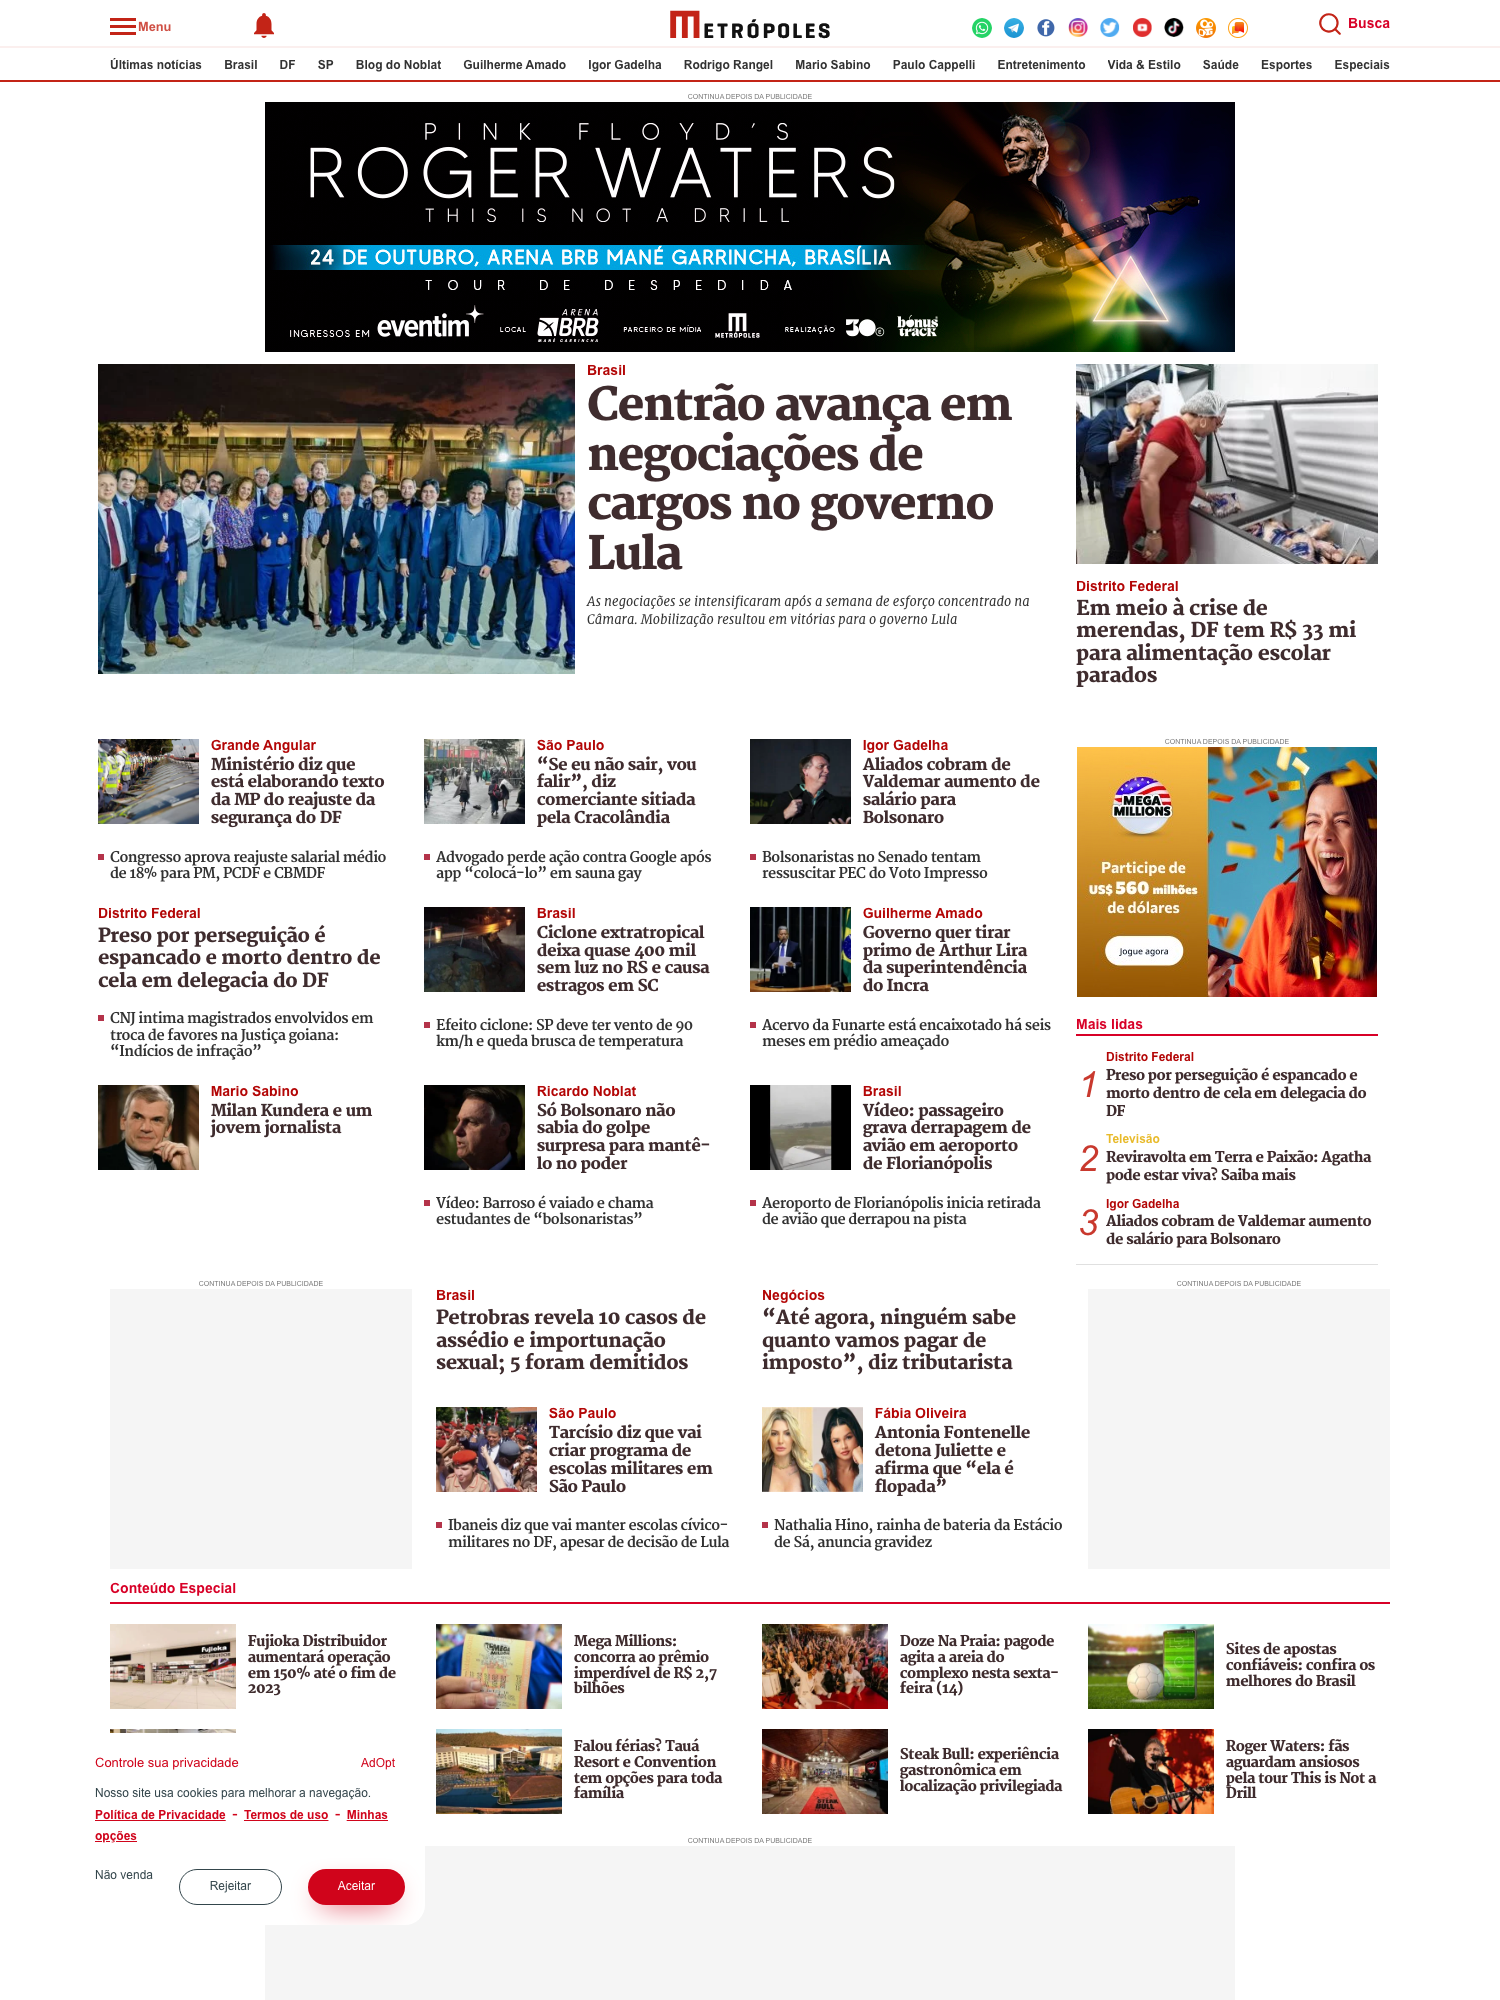 Menu
METRÓPOLES
Busca
Últimas notícias Brasil DF SP Blog do Noblat Guilherme Amado Igor Gadelha Rodrigo Rangel Mario Sabino Paulo Cappelli Entretenimento Vida & Estilo Saúde Esportes Especiais
CONTINUA DEPOIS DA PUBLICIDADE
PINK FLOYD'S
ROGER WATERS
THIS IS NOT A DRILL
24 DE OUTUBRO, ARENA BRB MANÉ GARRINCHA, BRASÍLIA
TOUR DE DESPEDIDA
INGRESSOS EM eventim LOCAL ARENA BRB MANÉ GARRINCHA PARCEIRO DE MÍDIA METRÓPOLES REALIZAÇÃO 30e bónus track
Brasil
Centrão avança em
negociações de
cargos no governo
Lula
As negociações se intensificaram após a semana de esforço concentrado na
Câmara. Mobilização resultou em vitórias para o governo Lula
Distrito Federal
Em meio à crise de
merendas, DF tem R$ 33 mi
para alimentação escolar
parados
Grande Angular
Ministério diz que
está elaborando texto
da MP do reajuste da
segurança do DF
Congresso aprova reajuste salarial médio
de 18% para PM, PCDF e CBMDF
São Paulo
“Se eu não sair, vou
falir”, diz
comerciante sitiada
pela Cracolândia
Advogado perde ação contra Google após
app “colocá-lo” em sauna gay
Igor Gadelha
Aliados cobram de
Valdemar aumento de
salário para
Bolsonaro
Bolsonaristas no Senado tentam
ressuscitar PEC do Voto Impresso
CONTINUA DEPOIS DA PUBLICIDADE
MEGA
MILLIONS
Participe de
US$ 560 milhões
de dólares
Jogue agora
Distrito Federal
Preso por perseguição é
espancado e morto dentro de
cela em delegacia do DF
CNJ intima magistrados envolvidos em
troca de favores na Justiça goiana:
“Indícios de infração”
Brasil
Ciclone extratropical
deixa quase 400 mil
sem luz no RS e causa
estragos em SC
Efeito ciclone: SP deve ter vento de 90
km/h e queda brusca de temperatura
Guilherme Amado
Governo quer tirar
primo de Arthur Lira
da superintendência
do Incra
Acervo da Funarte está encaixotado há seis
meses em prédio ameaçado
Mais lidas
1
Distrito Federal
Preso por perseguição é espancado e
morto dentro de cela em delegacia do
DF
2
Televisão
Reviravolta em Terra e Paixão: Agatha
pode estar viva? Saiba mais
3
Igor Gadelha
Aliados cobram de Valdemar aumento
de salário para Bolsonaro
Mario Sabino
Milan Kundera e um
jovem jornalista
Ricardo Noblat
Só Bolsonaro não
sabia do golpe
surpresa para mantê-
lo no poder
Vídeo: Barroso é vaiado e chama
estudantes de “bolsonaristas”
Brasil
Vídeo: passageiro
grava derrapagem de
avião em aeroporto
de Florianópolis
Aeroporto de Florianópolis inicia retirada
de avião que derrapou na pista
CONTINUA DEPOIS DA PUBLICIDADE
Brasil
Petrobras revela 10 casos de
assédio e importunação
sexual; 5 foram demitidos
Negócios
“Até agora, ninguém sabe
quanto vamos pagar de
imposto”, diz tributarista
CONTINUA DEPOIS DA PUBLICIDADE
São Paulo
Tarcísio diz que vai
criar programa de
escolas militares em
São Paulo
Ibaneis diz que vai manter escolas cívico-
militares no DF, apesar de decisão de Lula
Fábia Oliveira
Antonia Fontenelle
detona Juliette e
afirma que “ela é
flopada”
Nathalia Hino, rainha de bateria da Estácio
de Sá, anuncia gravidez
Conteúdo Especial
Fujioka
Fujioka Distribuidor
aumentará operação
em 150% até o fim de
2023
Mega Millions:
concorra ao prêmio
imperdível de R$ 2,7
bilhões
Doze Na Praia: pagode
agita a areia do
complexo nesta sexta-
feira (14)
Sites de apostas
confiáveis: confira os
melhores do Brasil
Falou férias? Tauá
Resort e Convention
tem opções para toda
família
STEAK
BULL
Steak Bull: experiência
gastronômica em
localização privilegiada
Roger Waters: fãs
aguardam ansiosos
pela tour This is Not a
Drill
Controle sua privacidade AdOpt
Nosso site usa cookies para melhorar a navegação.
Política de Privacidade - Termos de uso - Minhas
opções
Não venda Rejeitar Aceitar
CONTINUA DEPOIS DA PUBLICIDADE